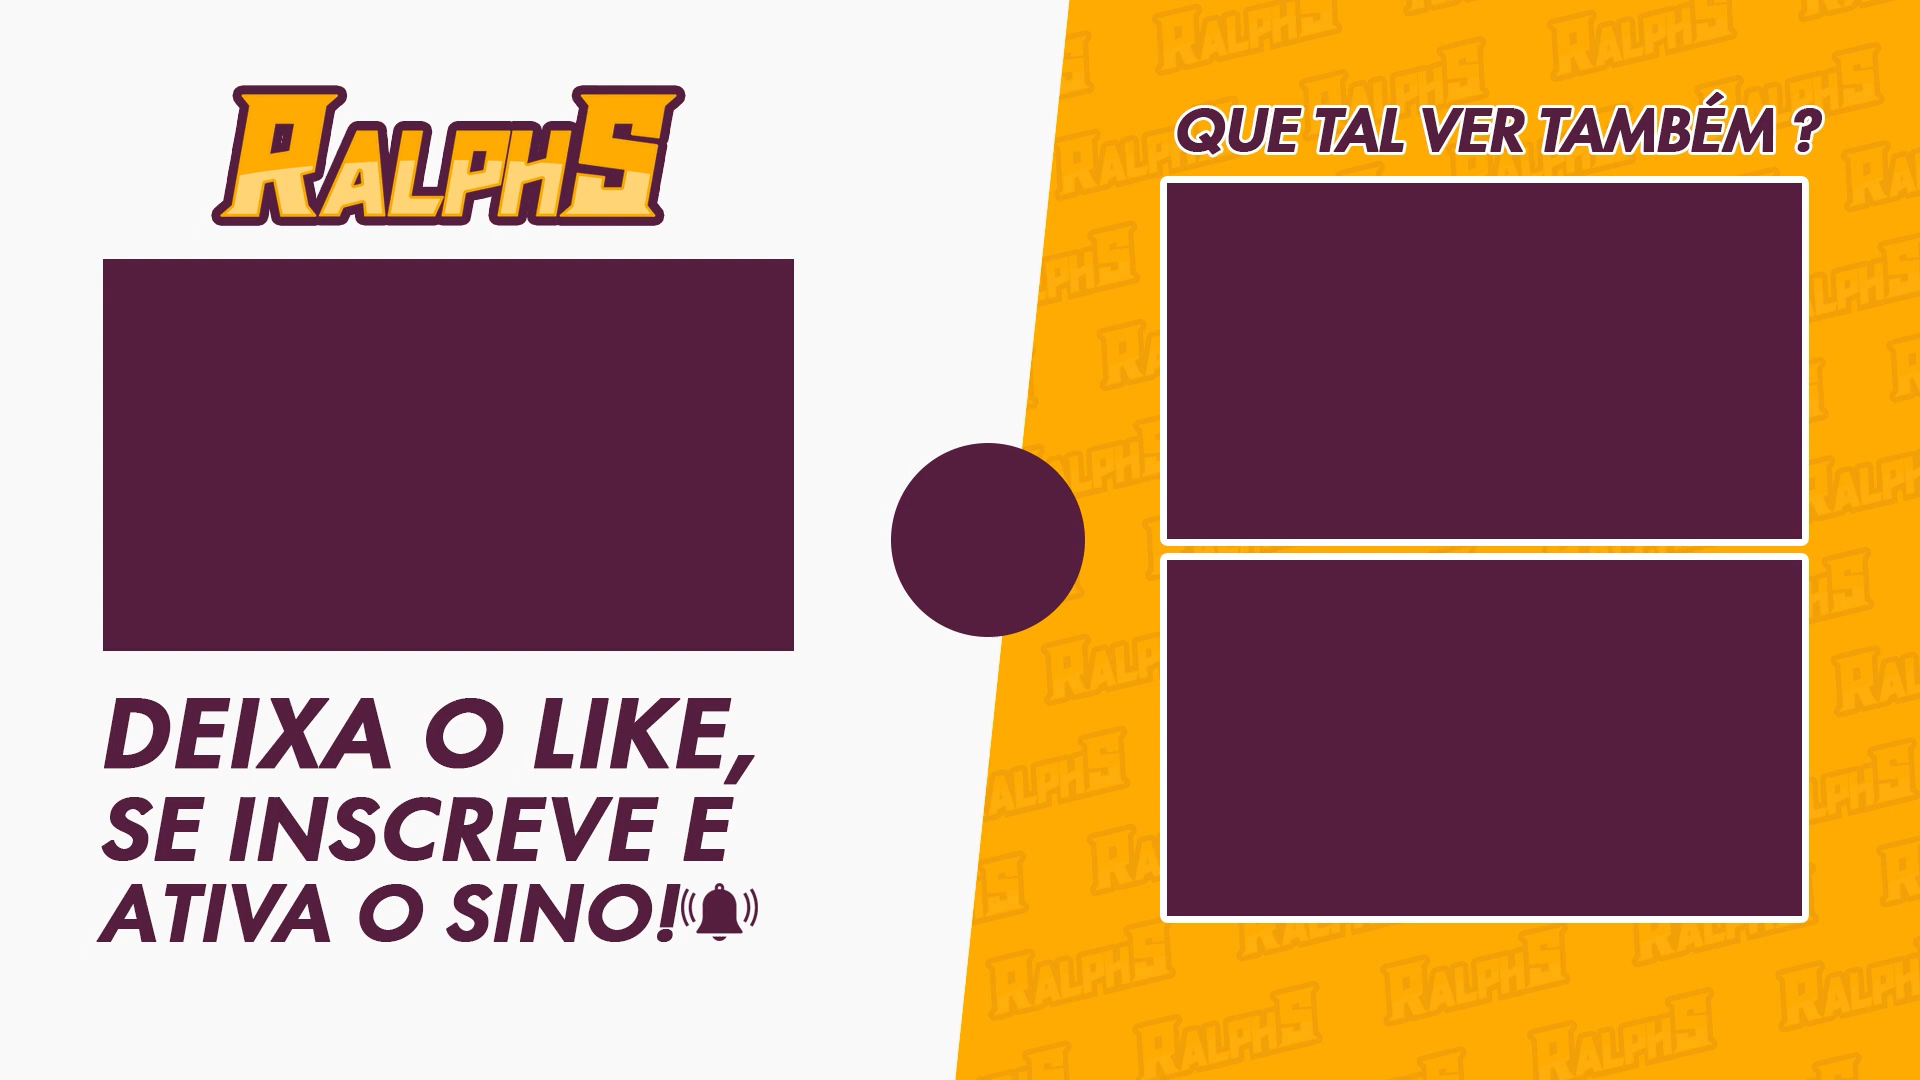 RALPHS
DEIXA O LIKE,
SE INSCREVE E
ATIVA O SINO!
QUE TAL VER TAMBÉM ?